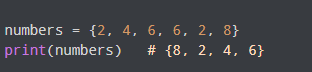 numbers = {2, 4, 6, 6, 2, 8}
print(numbers)   # {8, 2, 4, 6}